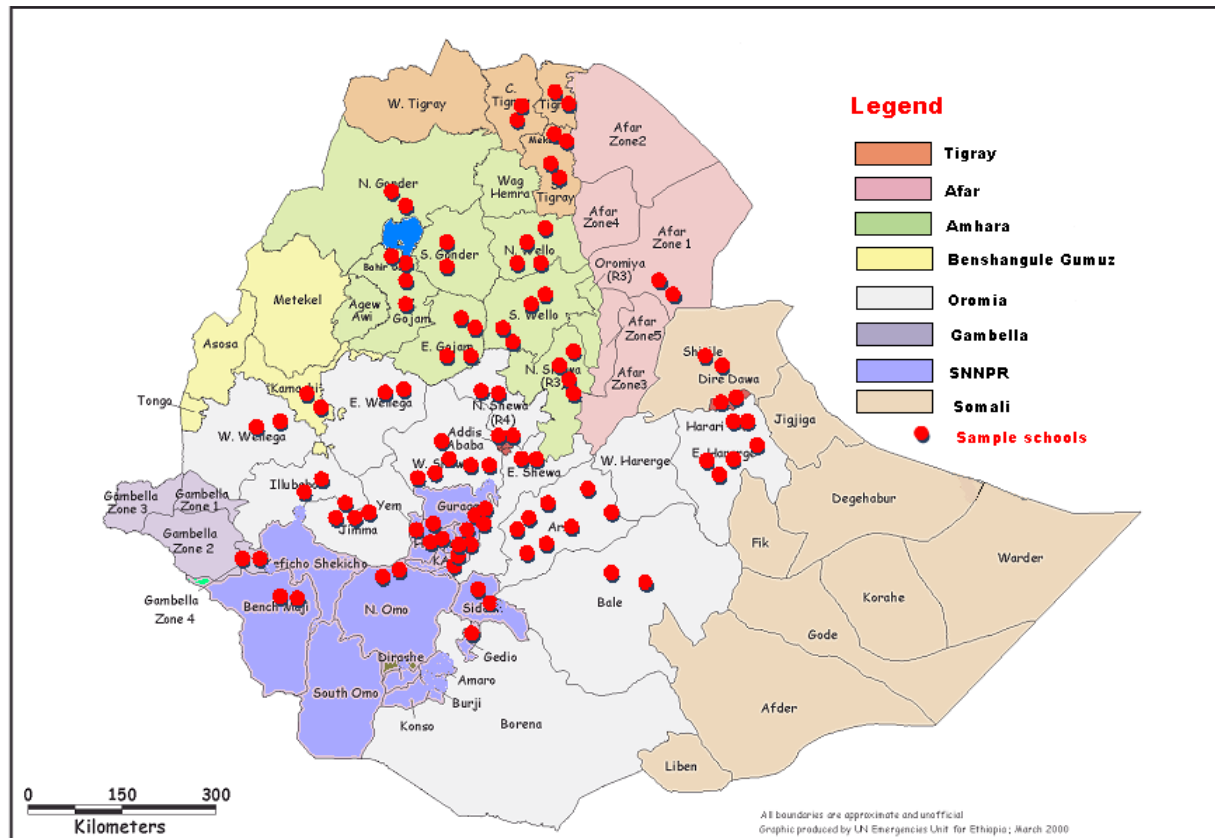 Legend
Tigray
Afar
Amhara
Benshangule Gumuz
Oromia
Gambella
SNNPR
Somali
Sample schools
W. Tigray
C.
Afar
Zone2
N. Gonder
Wag
Hemra
Tigray
Afar
Zone4
Afar
Zone 1
Oromiya
(R3)
S. Gonder
N. Wello
Metekel
Agew
Awi
Gojam
S. Wello
Afar
Zone5
Asosa
E. Gojam
N. Shewa
(R3)
Afar
Zone3
Dire Dawa
Jigjiga
Tongo
E. Wellega
N. Shewa
(R4)
W. Wellega
Addis
Ababa
Harari
E. Shewa
W. Harerge
Gambella
Zone 3
Gambella
Zone 1
Gambella
Zone 2
Yem
Jimma
Degehabur
Fik
Warder
Gambella
Zone 4
Bench Maji
N. Omo
Bale
Korahe
Gode
Gedio
Dirashe
Amaro
South Omo
Burji
Konso
Borena
Afder
Liben
0 150 300
Kilometers
All boundaries are approximate and unofficial
Graphic produced by UN Emergencies Unit for Ethiopia; March 2000